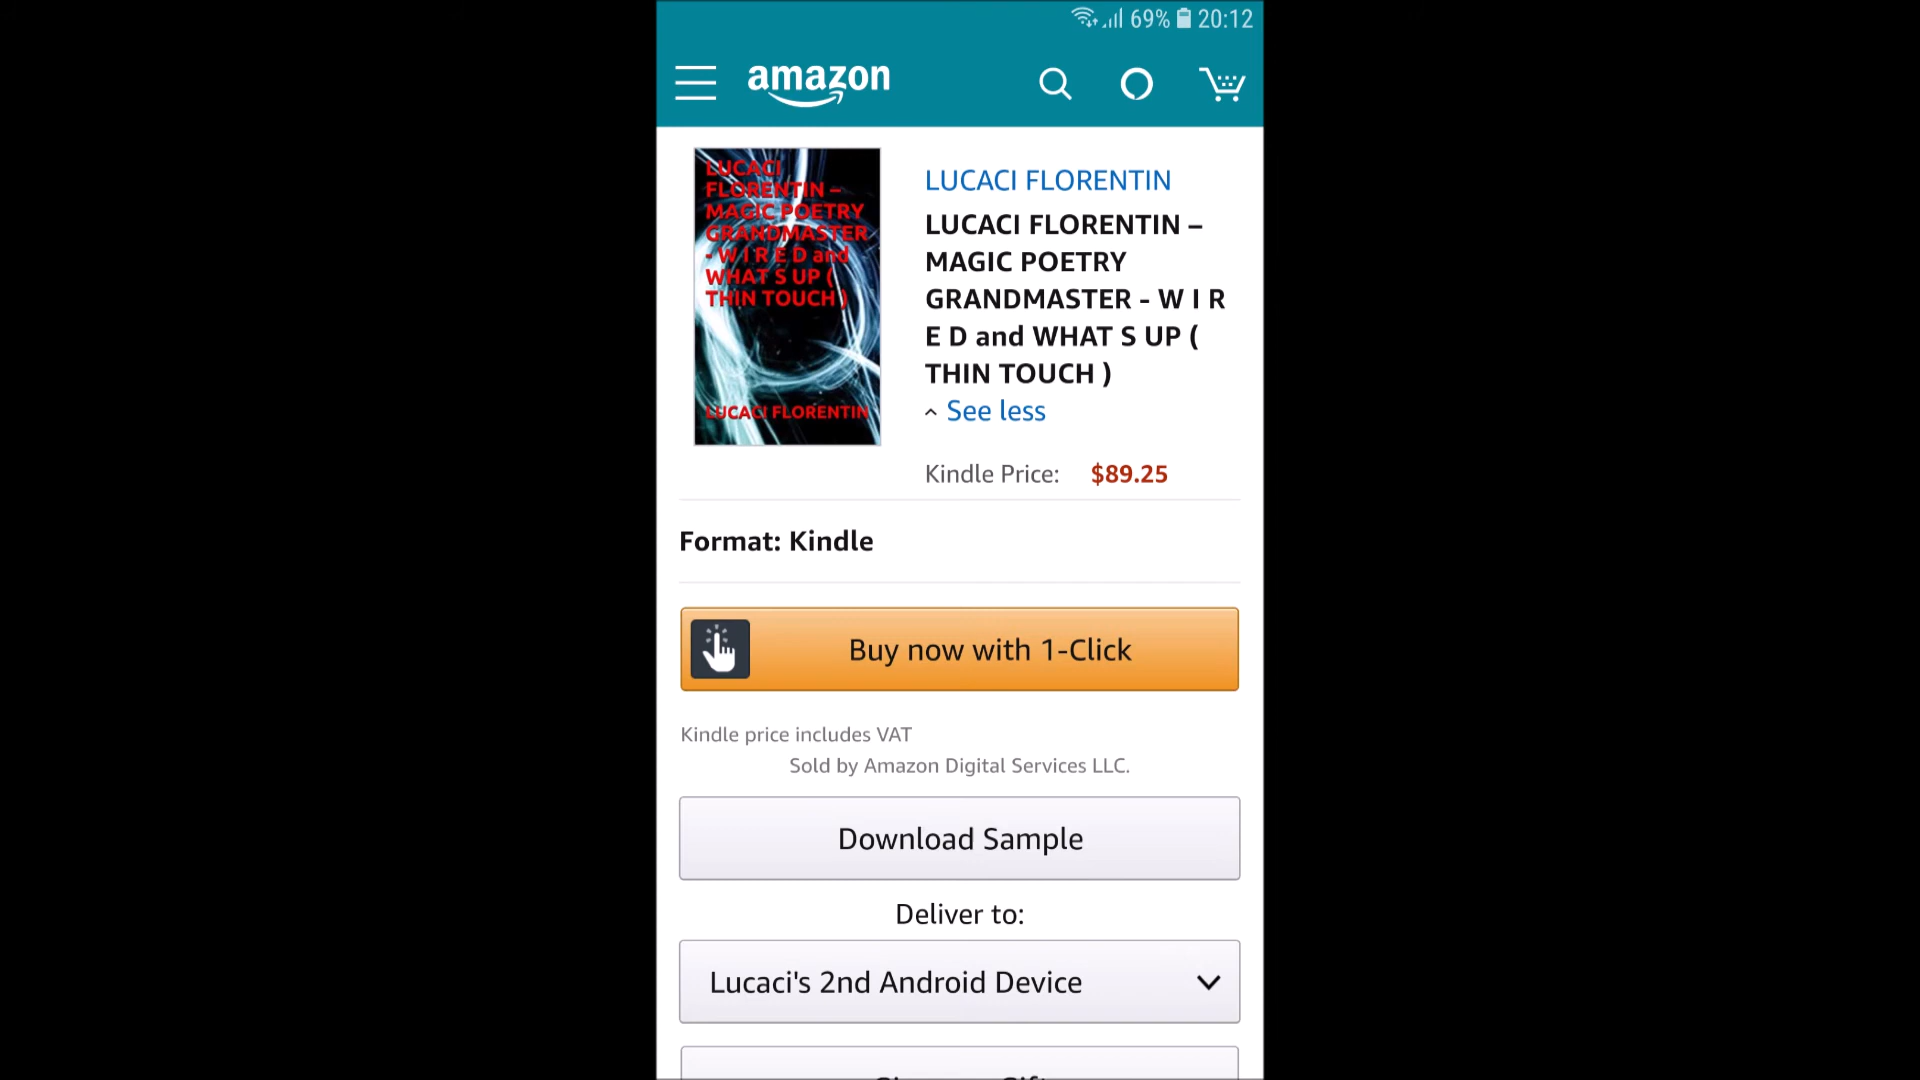 69% 20:12
amazon
LUCACI
FLORENTIN –
MAGIC POETRY
GRANDMASTER
- W I R E D and
WHAT S UP (
THIN TOUCH )
LUCACI FLORENTIN
LUCACI FLORENTIN
LUCACI FLORENTIN –
MAGIC POETRY
GRANDMASTER - W I R
E D and WHAT S UP (
THIN TOUCH )
See less
Kindle Price: $89.25
Format: Kindle
Buy now with 1-Click
Kindle price includes VAT
Sold by Amazon Digital Services LLC.
Download Sample
Deliver to:
Lucaci's 2nd Android Device